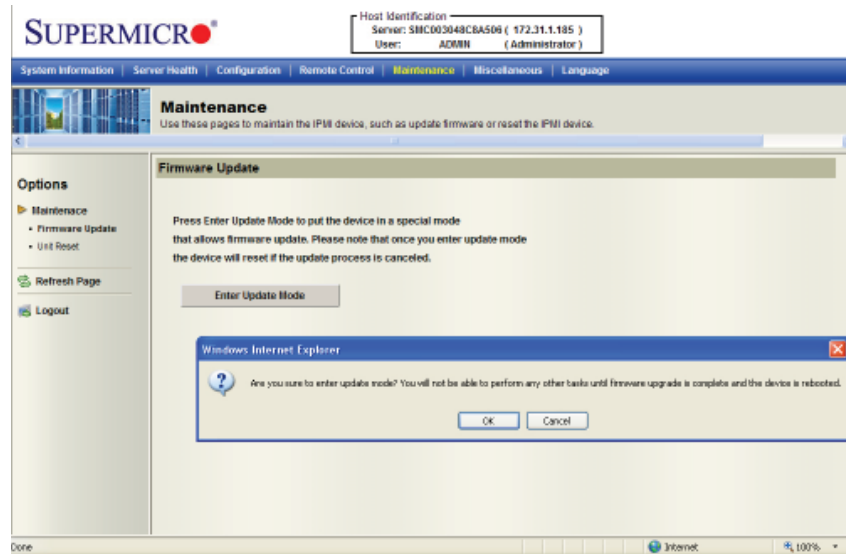 SUPERMICRO
Host Identification
Server: SMC003048C8A506 ( 172.31.1.185 )
User: ADMIN ( Administrator )
System Information | Server Health | Configuration | Remote Control | Maintenance | Miscellaneous | Language
Maintenance
Use these pages to maintain the IPMI device, such as update firmware or reset the IPMI device.
Options
Maintenace
Firmware Update
Unit Reset
Refresh Page
Logout
Firmware Update
Press Enter Update Mode to put the device in a special mode
that allows firmware update. Please note that once you enter update mode
the device will reset if the update process is canceled.
Enter Update Mode
Windows Internet Explorer
Are you sure to enter update mode? You will not be able to perform any other tasks until firmware upgrade is complete and the device is rebooted.
OK
Cancel
Done
Internet
100%